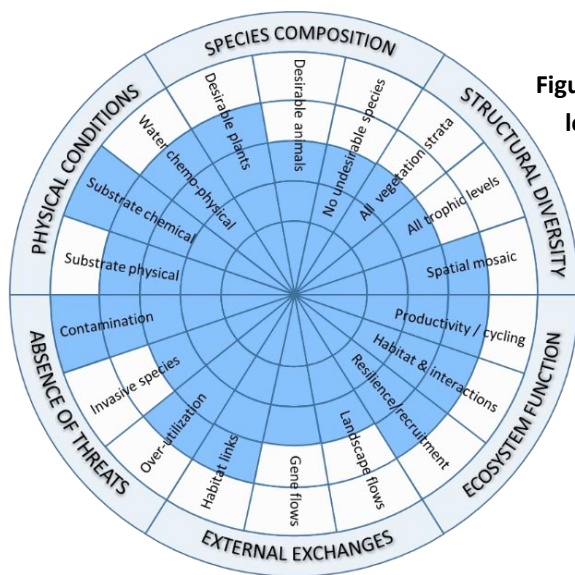 SPECIES COMPOSITION
Desirable plants
Desirable animals
No undesirable species
STRUCTURAL DIVERSITY
All vegetation strata
All trophic levels
Spatial mosaic
ECOSYSTEM FUNCTION
Productivity / cycling
Habitat & interactions
Resilience/recruitment
EXTERNAL EXCHANGES
Landscape flows
Gene flows
Habitat links
ABSENCE OF THREATS
Over-utilization
Invasive species
Contamination
PHYSICAL CONDITIONS
Substrate physical
Substrate chemical
Water chemo-physical